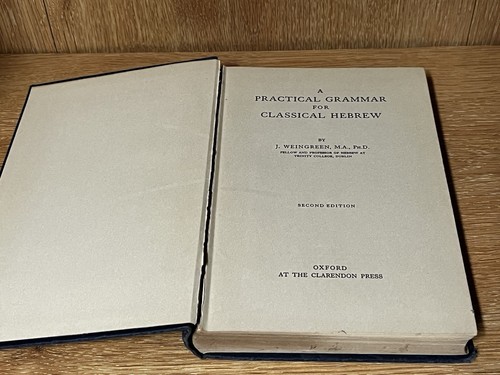 A
PRACTICAL GRAMMAR
FOR
CLASSICAL HEBREW
BY
J. WEINGREEN, M.A., PH.D.
FELLOW AND PROFESSOR OF HEBREW AT
TRINITY COLLEGE, DUBLIN
SECOND EDITION
OXFORD
AT THE CLARENDON PRESS